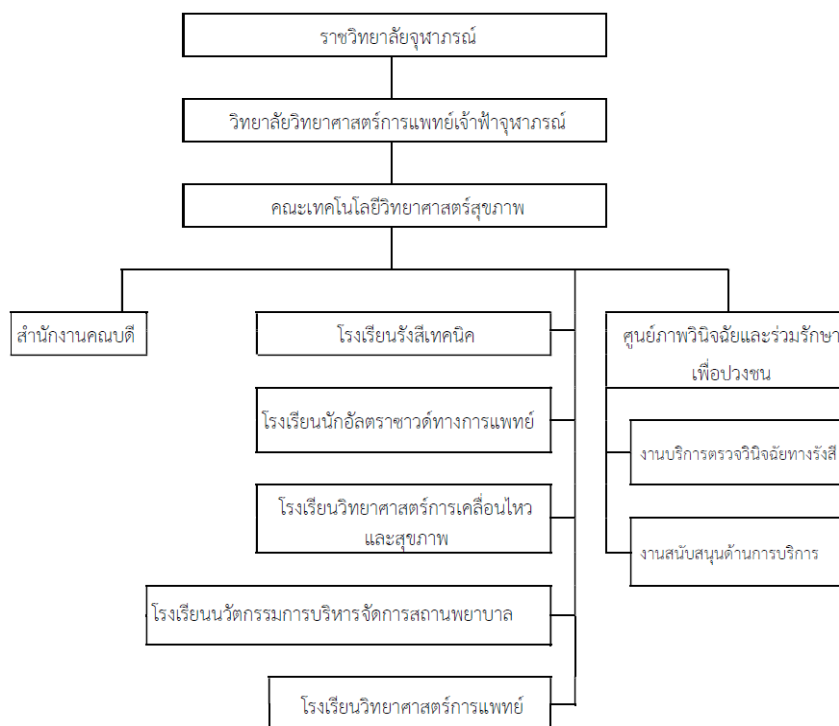 ราชวิทยาลัยจุฬาภรณ์
วิทยาลัยวิทยาศาสตร์การแพทย์เจ้าฟ้าจุฬาภรณ์
คณะเทคโนโลยีวิทยาศาสตร์สุขภาพ
สำนักงานคณบดี
โรงเรียนรังสีเทคนิค
โรงเรียนนักอัลตราซาวด์ทางการแพทย์
โรงเรียนวิทยาศาสตร์การเคลื่อนไหว
และสุขภาพ
โรงเรียนนวัตกรรมการบริหารจัดการสถานพยาบาล
โรงเรียนวิทยาศาสตร์การแพทย์
ศูนย์ภาพวินิจฉัยและร่วมรักษา
เพื่อปวงชน
งานบริการตรวจวินิจฉัยทางรังสี
งานสนับสนุนด้านการบริการ